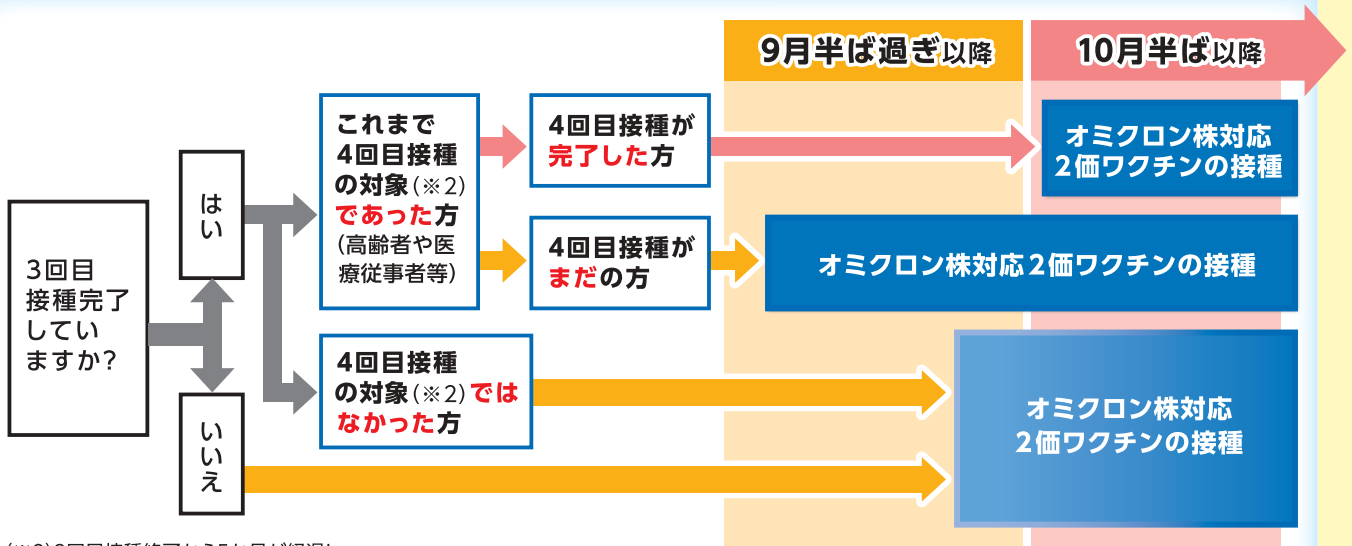 9月半ば過ぎ以降
10月半ば以降
3回目
接種完了
してい
ますか?
はい
いいえ
これまで
4回目接種
の対象(※2)
であった方
(高齢者や医
療従事者等)
4回目接種
の対象(※2)では
なかった方
4回目接種が
完了した方
4回目接種が
まだの方
オミクロン株対応
2価ワクチンの接種
オミクロン株対応2価ワクチンの接種
オミクロン株対応
2価ワクチンの接種